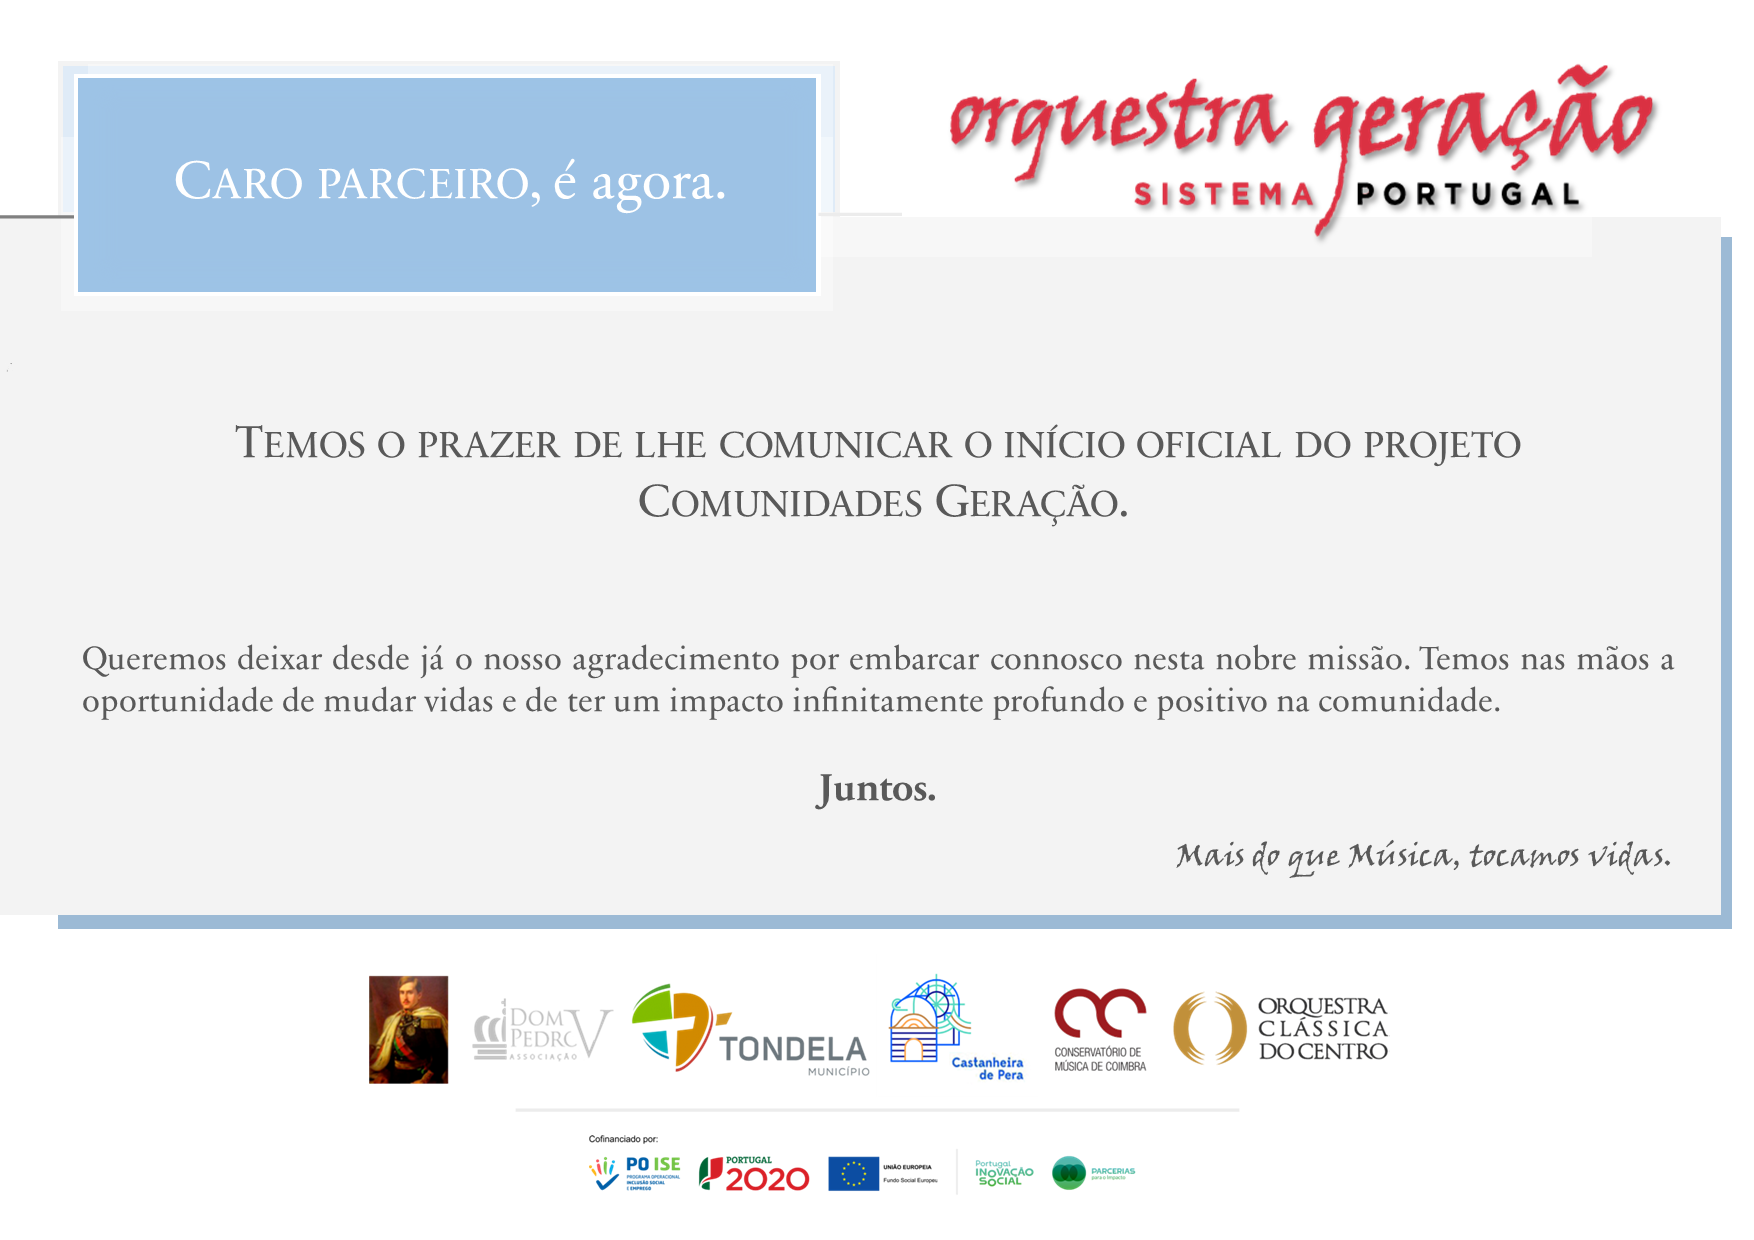 CARO PARCEIRO, é agora.
orquestra geração
SISTEMA PORTUGAL
TEMOS O PRAZER DE LHE COMUNICAR O INÍCIO OFICIAL DO PROJETO
COMUNIDADES GERAÇÃO.
Queremos deixar desde já o nosso agradecimento por embarcar connosco nesta nobre missão. Temos nas mãos a
oportunidade de mudar vidas e de ter um impacto infinitamente profundo e positivo na comunidade.
Juntos.
Mais do que Música, tocamos vidas.
DOM PEDRO V
ASSOCIAÇÃO
TONDELA
MUNICÍPIO
Castanheira
de Pera
CONSERVATÓRIO DE
MÚSICA DE COIMBRA
ORQUESTRA
CLÁSSICA
DO CENTRO
Cofinanciado por:
PO ISE
PROGRAMA OPERACIONAL
INCLUSÃO SOCIAL
E EMPREGO
PORTUGAL
2020
UNIÃO EUROPEIA
Fundo Social Europeu
Portugal
INOVAÇÃO
SOCIAL
PARCERIAS
para o Impacto